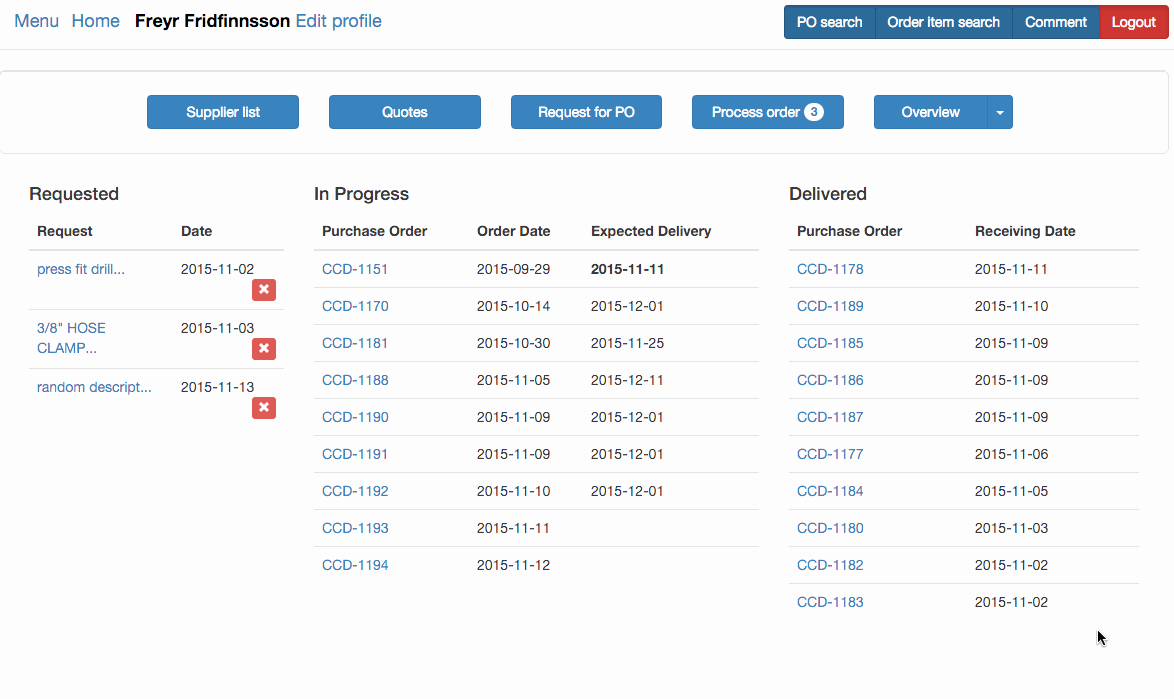 Menu Home Freyr Fridfinnsson Edit profile PO search Order item search Comment Logout
Supplier list Quotes Request for PO Process order 3 Overview
Requested
Request Date
press fit drill... 2015-11-02
3/8" HOSE 2015-11-03
CLAMP...
random descript... 2015-11-13
In Progress
Purchase Order Order Date Expected Delivery
CCD-1151 2015-09-29 2015-11-11
CCD-1170 2015-10-14 2015-12-01
CCD-1181 2015-10-30 2015-11-25
CCD-1188 2015-11-05 2015-12-11
CCD-1190 2015-11-09 2015-12-01
CCD-1191 2015-11-09 2015-12-01
CCD-1192 2015-11-10 2015-12-01
CCD-1193 2015-11-11
CCD-1194 2015-11-12
Delivered
Purchase Order Receiving Date
CCD-1178 2015-11-11
CCD-1189 2015-11-10
CCD-1185 2015-11-09
CCD-1186 2015-11-09
CCD-1187 2015-11-09
CCD-1177 2015-11-06
CCD-1184 2015-11-05
CCD-1180 2015-11-03
CCD-1182 2015-11-02
CCD-1183 2015-11-02